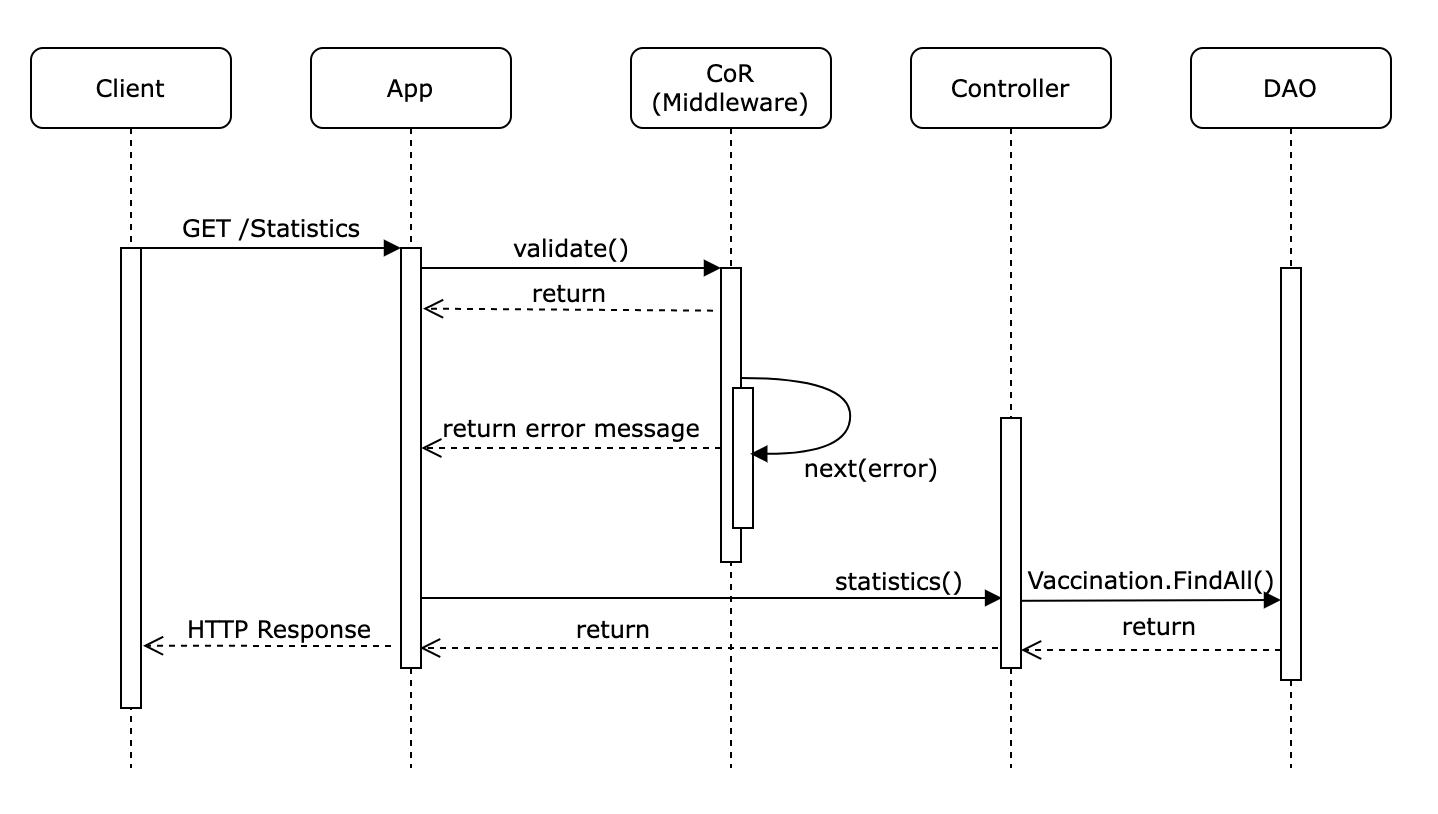 Client
App
CoR
(Middleware)
Controller
DAO
GET /Statistics
validate()
return
return error message
next(error)
statistics()
Vaccination.FindAll()
HTTP Response
return
return